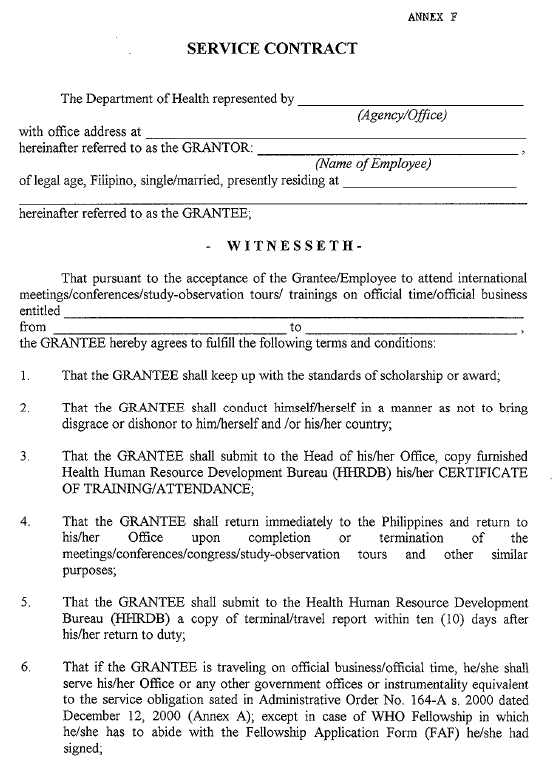 ANNEX F
SERVICE CONTRACT
The Department of Health represented by
(Agency/Office)
with office address at
hereinafter referred to as the GRANTOR: ,
(Name of Employee)
of legal age, Filipino, single/married, presently residing at
hereinafter referred to as the GRANTEE;
- WITNESSETH -
That pursuant to the acceptance of the Grantee/Employee to attend international
meetings/conferences/study-observation tours/ trainings on official time/official business
entitled
from to ,
the GRANTEE hereby agrees to fulfill the following terms and conditions:
1. That the GRANTEE shall keep up with the standards of scholarship or award;
2. That the GRANTEE shall conduct himself/herself in a manner as not to bring
disgrace or dishonor to him/herself and /or his/her country;
3. That the GRANTEE shall submit to the Head of his/her Office, copy furnished
Health Human Resource Development Bureau (HHRDB) his/her CERTIFICATE
OF TRAINING/ATTENDANCE;
4. That the GRANTEE shall return immediately to the Philippines and return to
his/her Office upon completion or termination of the
meetings/conferences/congress/study-observation tours and other similar
purposes;
5. That the GRANTEE shall submit to the Health Human Resource Development
Bureau (HHRDB) a copy of terminal/travel report within ten (10) days after
his/her return to duty;
6. That if the GRANTEE is traveling on official business/official time, he/she shall
serve his/her Office or any other government offices or instrumentality equivalent
to the service obligation sated in Administrative Order No. 164-A s. 2000 dated
December 12, 2000 (Annex A); except in case of WHO Fellowship in which
he/she has to abide with the Fellowship Application Form (FAF) he/she had
signed;